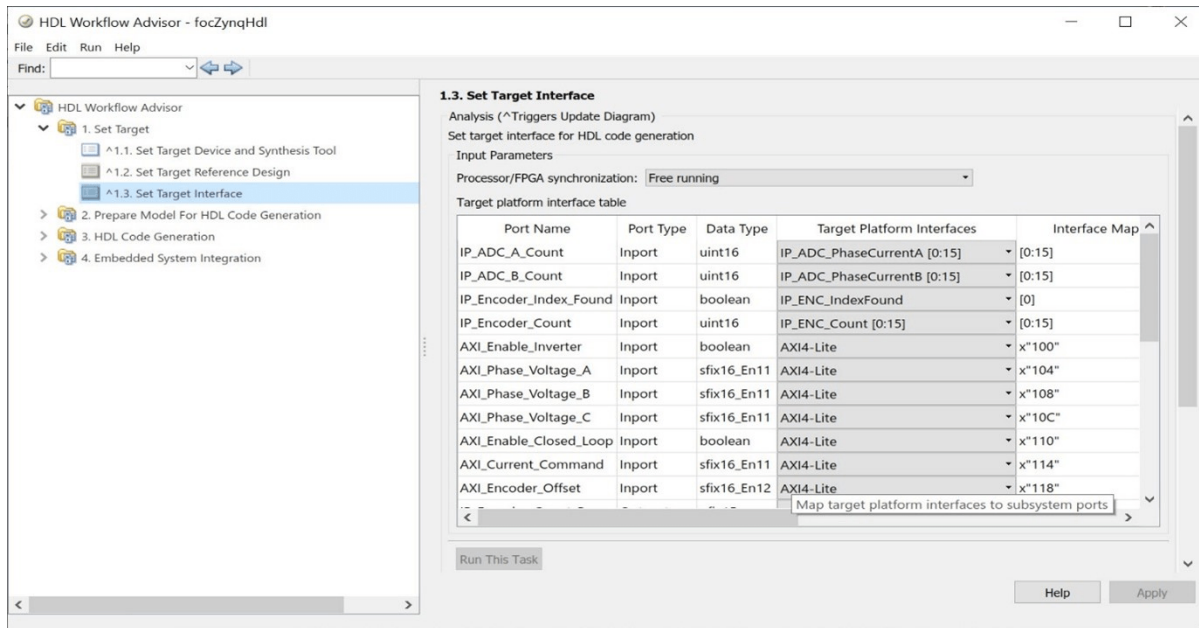 HDL Workflow Advisor - focZynqHdl
File Edit Run Help
Find:
HDL Workflow Advisor
1. Set Target
^1.1. Set Target Device and Synthesis Tool
^1.2. Set Target Reference Design
^1.3. Set Target Interface
2. Prepare Model For HDL Code Generation
3. HDL Code Generation
4. Embedded System Integration
1.3. Set Target Interface
Analysis (^Triggers Update Diagram)
Set target interface for HDL code generation
Input Parameters
Processor/FPGA synchronization: Free running
Target platform interface table
Port Name Port Type Data Type Target Platform Interfaces Interface Map
IP_ADC_A_Count Inport uint16 IP_ADC_PhaseCurrentA [0:15] [0:15]
IP_ADC_B_Count Inport uint16 IP_ADC_PhaseCurrentB [0:15] [0:15]
IP_Encoder_Index_Found Inport boolean IP_ENC_IndexFound [0]
IP_Encoder_Count Inport uint16 IP_ENC_Count [0:15] [0:15]
AXI_Enable_Inverter Inport boolean AXI4-Lite x"100"
AXI_Phase_Voltage_A Inport sfix16_En11 AXI4-Lite x"104"
AXI_Phase_Voltage_B Inport sfix16_En11 AXI4-Lite x"108"
AXI_Phase_Voltage_C Inport sfix16_En11 AXI4-Lite x"10C"
AXI_Enable_Closed_Loop Inport boolean AXI4-Lite x"110"
AXI_Current_Command Inport sfix16_En11 AXI4-Lite x"114"
AXI_Encoder_Offset Inport sfix16_En12 AXI4-Lite x"118"
Map target platform interfaces to subsystem ports
Run This Task
Help Apply